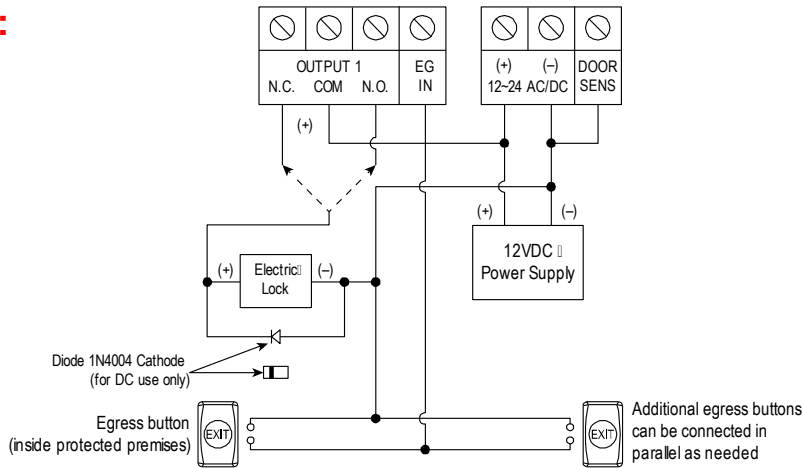 :
OUTPUT 1
N.C. COM N.O.
EG
IN
(+) (–)
12~24 AC/DC
DOOR
SENS
(+)
(+) (–)
12VDC
Power Supply
(+) Electric (–)
Lock
Diode 1N4004 Cathode
(for DC use only)
Egress button
(inside protected premises)
EXIT
EXIT
Additional egress buttons
can be connected in
parallel as needed